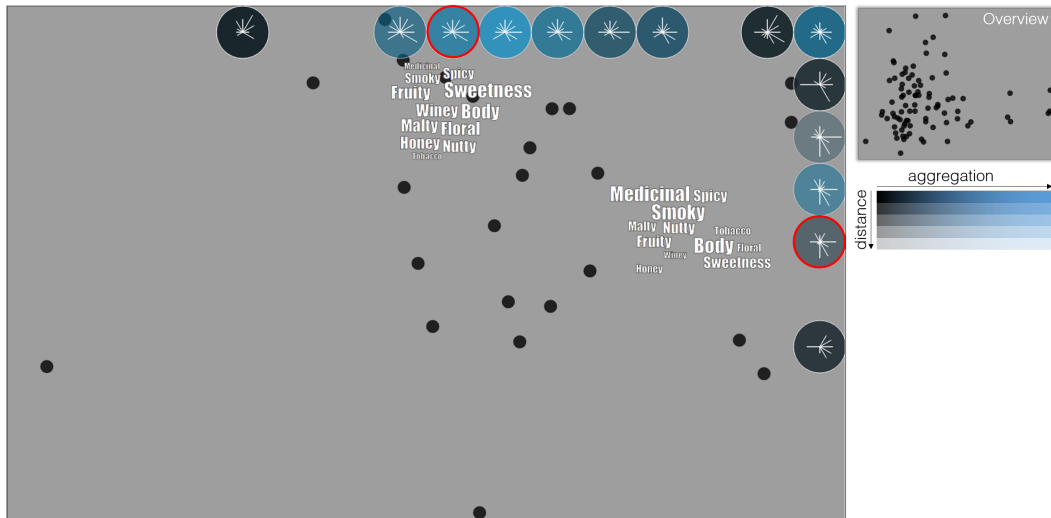 Overview
Medicinal
Smoky Spicy
Fruity Sweetness
Winey Body
Malty Floral
Honey Nutty
Tobacco
aggregation
distance
Medicinal Spicy
Smoky
Malty Nutty Tobacco
Fruity Body Floral
Winey Sweetness
Honey